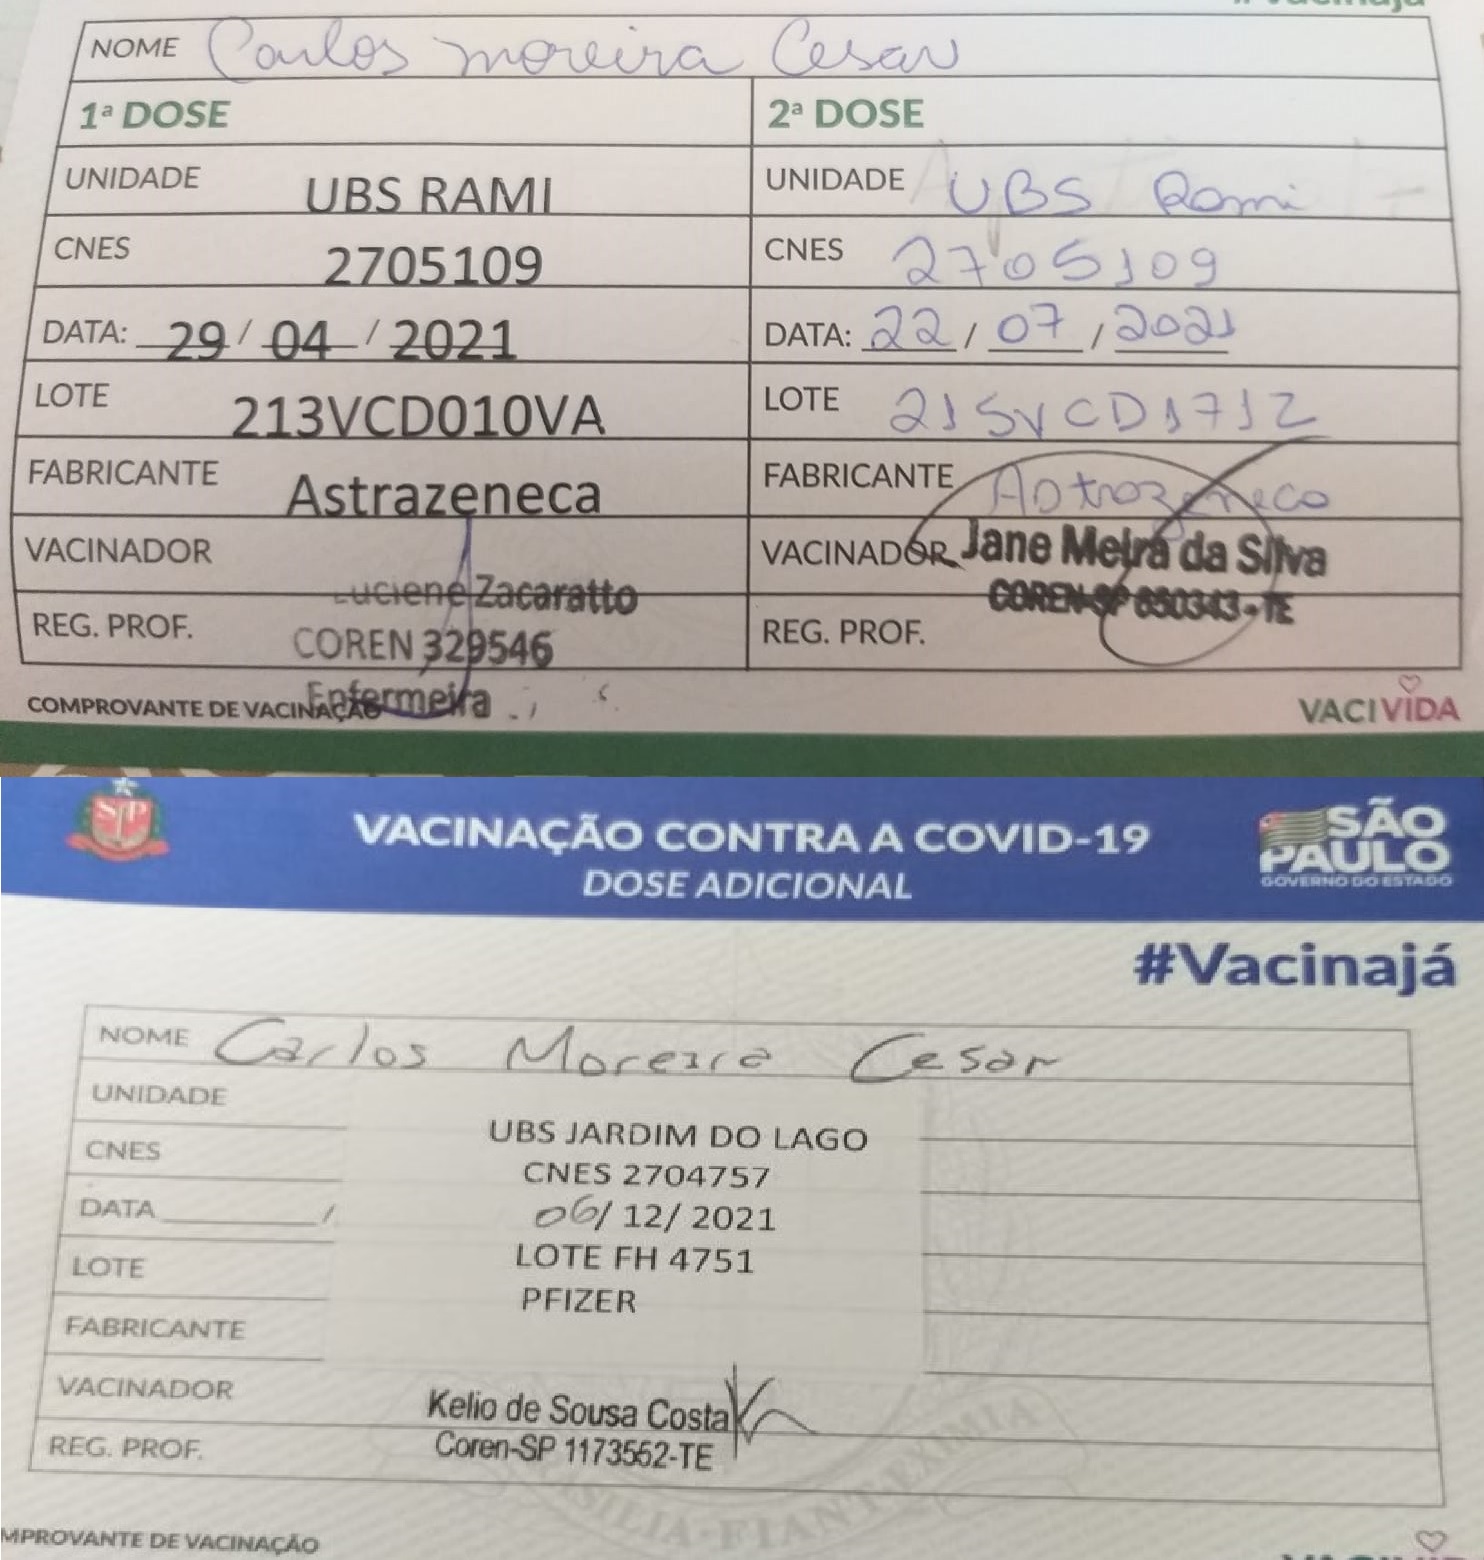 #Vacinajá
NOME Carlos Moreira Cesar
1ª DOSE
2ª DOSE
UNIDADE UBS RAMI
UNIDADE UBS Rami
CNES 2705109
CNES 2705109
DATA: 29/04/2021
DATA: 22/07/2021
LOTE 213VCD010VA
LOTE 215VCD171Z
FABRICANTE Astrazeneca
FABRICANTE Astrazeneca
VACINADOR Luciene Zacaratto
VACINADOR Jane Meira da Silva
COREN-SP 850343-TE
REG. PROF. COREN 329546
REG. PROF.
Enfermeira
COMPROVANTE DE VACINAÇÃO
VACIVIDA
SP
VACINAÇÃO CONTRA A COVID-19
DOSE ADICIONAL
SÃO
PAULO
GOVERNO DO ESTADO
#Vacinajá
NOME Carlos Moreira Cesar
UNIDADE
UBS JARDIM DO LAGO
CNES
CNES 2704757
DATA / 06/12/2021
LOTE
LOTE FH 4751
PFIZER
FABRICANTE
VACINADOR Kelio de Sousa Costa
REG. PROF. Coren-SP 1173562-TE
MPROVANTE DE VACINAÇÃO